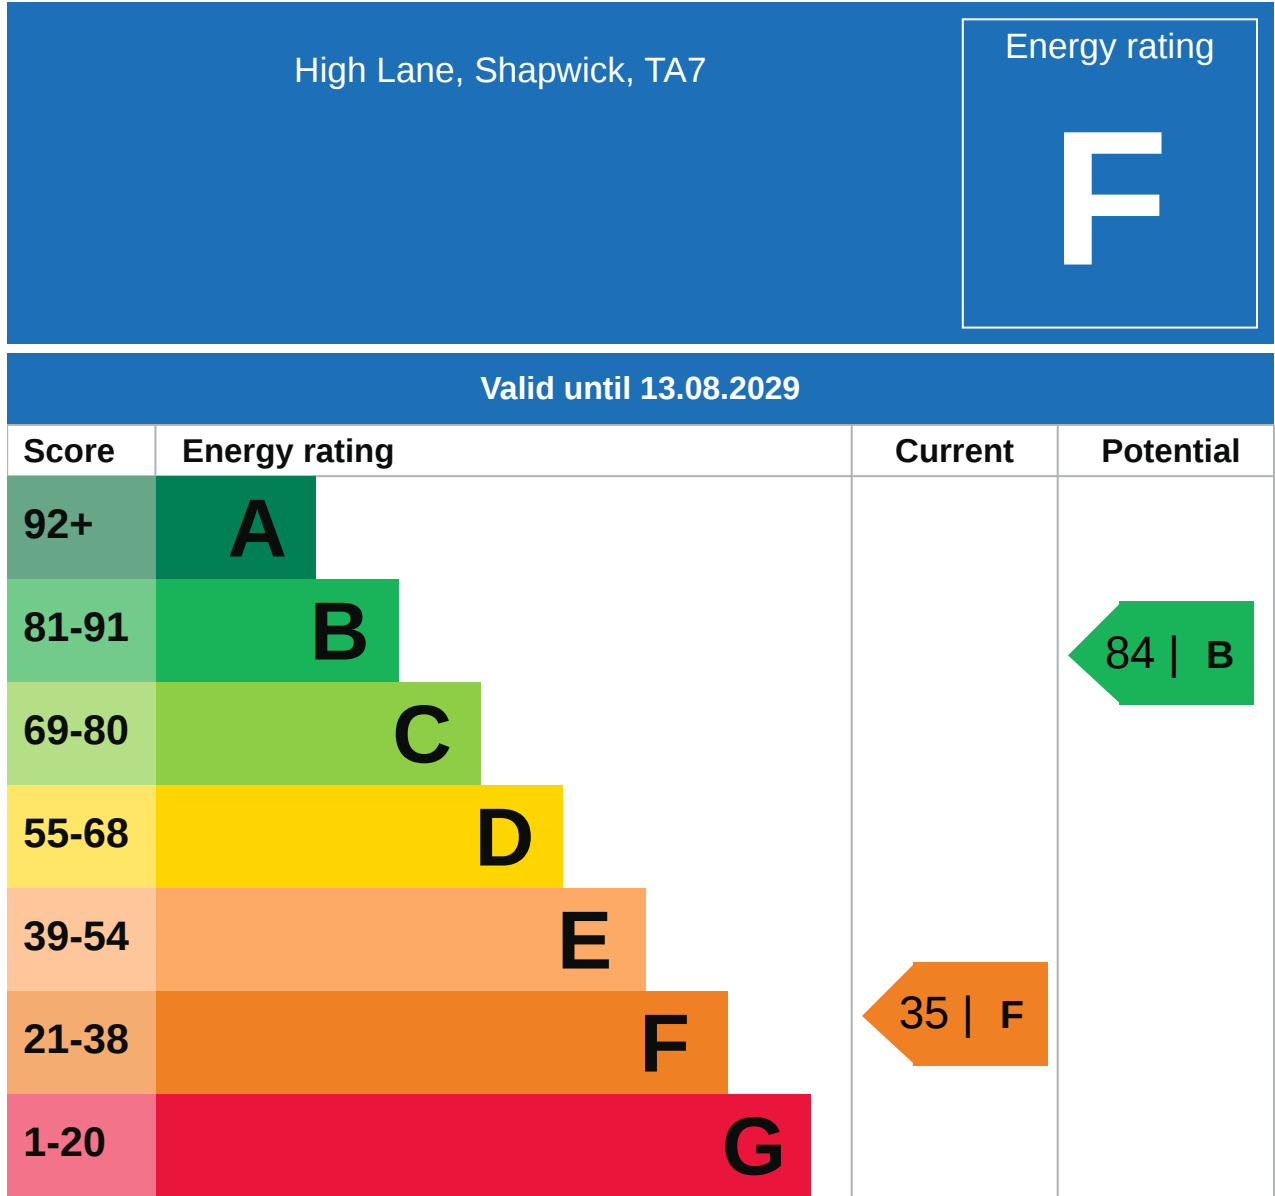 High Lane, Shapwick, TA7
Energy rating
F
Valid until 13.08.2029
Score Energy rating Current Potential
92+ A
81-91 B
84 | B
69-80 C
55-68 D
39-54 E
21-38 F
35 | F
1-20 G